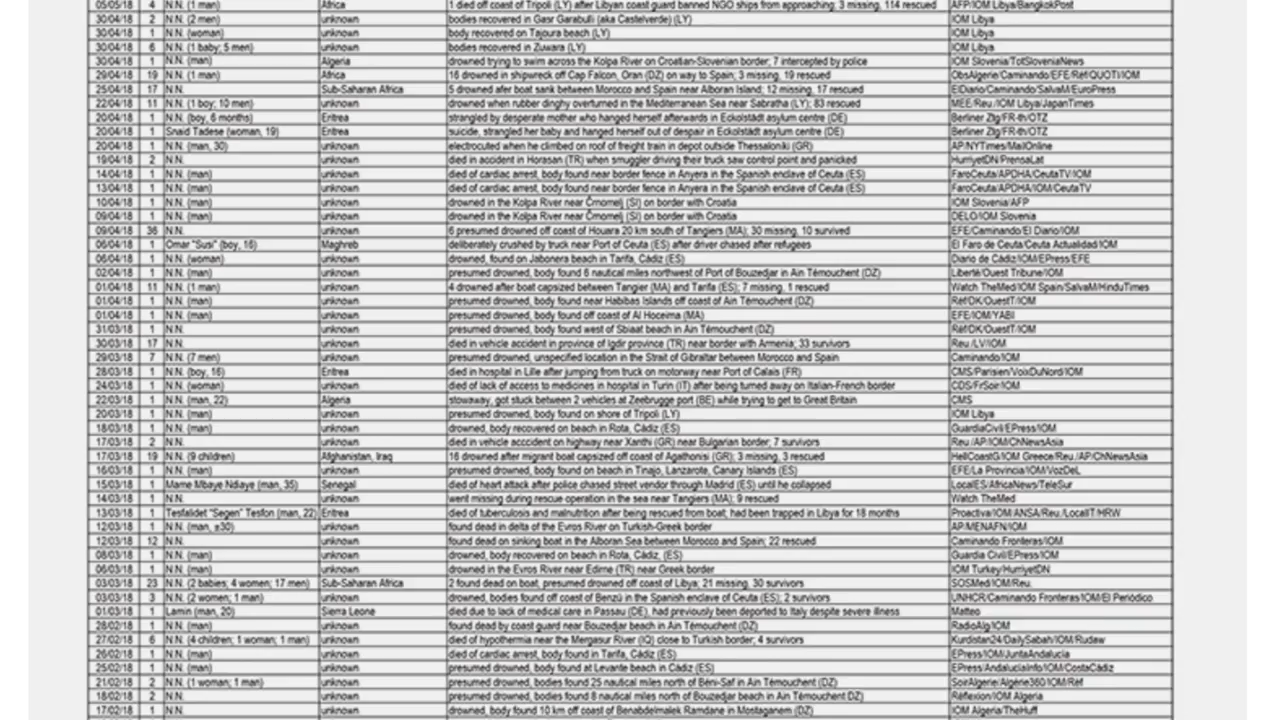 05/05/18 4 N.N. (1 man) Africa 1 died off coast of Tripoli (LY) after Libyan coast guard banned NGO ships from approaching; 3 missing, 114 rescued AFP/IOM Libya/BangkokPost
30/04/18 2 N.N. (2 men) unknown bodies recovered in Gasr Garabulli (aka Castelverde) (LY) IOM Libya
30/04/18 1 N.N. (woman) unknown body recovered on Tajoura beach (LY) IOM Libya
30/04/18 6 N.N. (1 baby; 5 men) unknown bodies recovered in Zuwara (LY) IOM Libya
30/04/18 1 N.N. (man) Algeria drowned trying to swim across the Kolpa River on Croatian-Slovenian border; 7 intercepted by police IOM Slovenia/TotSloveniaNews
29/04/18 19 N.N. (1 man) Africa 16 drowned in shipwreck off Cap Falcon, Oran (DZ) on way to Spain; 3 missing, 19 rescued ObsAlgerie/Caminando/EFE/Réf/QUOTI/IOM
25/04/18 17 N.N. Sub-Saharan Africa 5 drowned afer boat sank between Morocco and Spain near Alboran Island; 12 missing, 17 rescued ElDiario/Caminando/SalvaM/EuroPress
22/04/18 11 N.N. (1 boy; 10 men) unknown drowned when rubber dinghy overturned in the Mediterranean Sea near Sabratha (LY); 83 rescued MEE/Reu./IOM Libya/JapanTimes
20/04/18 1 N.N. (boy, 6 months) Eritrea strangled by desperate mother who hanged herself afterwards in Eckolstädt asylum centre (DE) Berliner Ztg/FR-th/OTZ
20/04/18 1 Snaid Tadese (woman, 19) Eritrea suicide, strangled her baby and hanged herself out of despair in Eckolstädt asylum centre (DE) Berliner Ztg/FR-th/OTZ
20/04/18 1 N.N. (man, 30) unknown electrocuted when he climbed on roof of freight train in depot outside Thessaloniki (GR) AP/NYTimes/MailOnline
19/04/18 2 N.N. unknown died in accident in Horasan (TR) when smuggler driving their truck saw control point and panicked HurriyetDN/PrensaLat
14/04/18 1 N.N. (man) unknown died of cardiac arrest, body found near border fence in Anyera in the Spanish enclave of Ceuta (ES) FaroCeuta/APDHA/CeutaTV/IOM
13/04/18 1 N.N. (man) unknown died of cardiac arrest, body found near border fence in Anyera in the Spanish enclave of Ceuta (ES) FaroCeuta/APDHA/IOM/CeutaTV
10/04/18 1 N.N. (man) unknown drowned in the Kolpa River near Črnomelj (SI) on border with Croatia IOM Slovenia/AFP
09/04/18 1 N.N. (man) unknown drowned in the Kolpa River near Črnomelj (SI) on border with Croatia DELO/IOM Slovenia
09/04/18 36 N.N. unknown 6 presumed drowned off coast of Houara 20 km south of Tangiers (MA); 30 missing, 10 survived EFE/Caminando/El Diario/IOM
06/04/18 1 Omar "Susi" (boy, 16) Maghreb deliberately crushed by truck near Port of Ceuta (ES) after driver chased after refugees El Faro de Ceuta/Ceuta Actualidad/IOM
06/04/18 1 N.N. (woman) unknown drowned, found on Jabonera beach in Tarifa, Cádiz (ES) Diario de Cádiz/IOM/EPress/EFE
02/04/18 1 N.N. (man) unknown presumed drowned, body found 6 nautical miles northwest of Port of Bouzedjar in Ain Témouchent (DZ) Liberté/Ouest Tribune/IOM
01/04/18 11 N.N. (1 man) unknown 4 drowned after boat capsized between Tangier (MA) and Tarifa (ES); 7 missing, 1 rescued Watch TheMed/IOM Spain/SalvaM/HinduTimes
01/04/18 1 N.N. (man) unknown presumed drowned, body found near Habibas Islands off coast of Ain Témouchent (DZ) Réf/DK/OuestT/IOM
01/04/18 1 N.N. (man) unknown presumed drowned, body found off coast of Al Hoceima (MA) EFE/IOM/YABI
31/03/18 1 N.N. unknown presumed drowned, body found west of Sbiaat beach in Ain Témouchent (DZ) Réf/DK/OuestT/IOM
30/03/18 17 N.N. unknown died in vehicle accident in province of Igdir province (TR) near border with Armenia; 33 survivors Reu./LV/IOM
29/03/18 7 N.N. (7 men) unknown presumed drowned, unspecified location in the Strait of Gibraltar between Morocco and Spain Caminando/IOM
28/03/18 1 N.N. (boy, 16) Eritrea died in hospital in Lille after jumping from truck on motorway near Port of Calais (FR) CMS/Parisien/VoixDuNord/IOM
24/03/18 1 N.N. (woman) unknown died of lack of access to medicines in hospital in Turin (IT) after being turned away on Italian-French border CDS/FrSoir/IOM
22/03/18 1 N.N. (man, 22) Algeria stowaway, got stuck between 2 vehicles at Zeebrugge port (BE) while trying to get to Great Britain CMS
20/03/18 1 N.N. (man) unknown presumed drowned, body found on shore of Tripoli (LY) IOM Libya
18/03/18 1 N.N. (man) unknown drowned, body recovered on beach in Rota, Cádiz (ES) GuardiaCivil/EPress/IOM
17/03/18 2 N.N. unknown died in vehicle acccident on highway near Xanthi (GR) near Bulgarian border; 7 survivors Reu./AP/IOM/ChNewsAsia
17/03/18 19 N.N. (9 children) Afghanistan, Iraq 16 drowned after migrant boat capsized off coast of Agathonisi (GR); 3 missing, 3 rescued HellCoastG/IOM Greece/Reu./AP/ChNewsAsia
16/03/18 1 N.N. (man) unknown presumed drowned, body found on beach in Tinajo, Lanzarote, Canary Islands (ES) EFE/La Provincia/IOM/VozDeL
15/03/18 1 Mame Mbaye Ndiaye (man, 35) Senegal died of heart attack after police chased street vendor through Madrid (ES) until he collapsed LocalES/AfricaNews/TeleSur
14/03/18 1 N.N. unknown went missing during rescue operation in the sea near Tangiers (MA); 9 rescued Watch TheMed
13/03/18 1 Tesfalidet "Segen" Tesfon (man, 22) Eritrea died of tuberculosis and malnutrition after being rescued from boat; had been trapped in Libya for 18 months Proactiva/IOM/ANSA/Reu./LocalIT/HRW
12/03/18 1 N.N. (man, ±30) unknown found dead in delta of the Evros River on Turkish-Greek border AP/MENAFN/IOM
12/03/18 12 N.N. unknown found dead on sinking boat in the Alboran Sea between Morocco and Spain; 22 rescued Caminando Fronteras/IOM
08/03/18 1 N.N. (man) unknown drowned, body recovered on beach in Rota, Cádiz, (ES) Guardia Civil/EPress/IOM
06/03/18 1 N.N. (man) unknown drowned in the Evros River near Edirne (TR) near Greek border IOM Turkey/HurriyetDN
03/03/18 23 N.N. (2 babies; 4 women; 17 men) Sub-Saharan Africa 2 found dead on boat, presumed drowned off coast of Libya; 21 missing, 30 survivors SOSMed/IOM/Reu.
03/03/18 3 N.N. (2 women; 1 man) unknown drowned, bodies found off coast of Benzú in the Spanish enclave of Ceuta (ES); 2 survivors UNHCR/Caminando Fronteras/IOM/El Periódico
01/03/18 1 Lamin (man, 20) Sierra Leone died due to lack of medical care in Passau (DE), had previously been deported to Italy despite severe illness Matteo
28/02/18 1 N.N. (man) unknown found dead by coast guard near Bouzedjar beach in Ain Témouchent (DZ) RadioAlg/IOM
27/02/18 6 N.N. (4 children; 1 woman; 1 man) unknown died of hypothermia near the Mergasur River (IQ) close to Turkish border; 4 survivors Kurdistan24/DailySabah/IOM/Rudaw
26/02/18 1 N.N. (man) unknown died of cardiac arrest, body found in Tarifa, Cádiz (ES) EPress/IOM/JuntaAndalucia
25/02/18 1 N.N. (man) unknown presumed drowned, body found at Levante beach in Cádiz (ES) EPress/AndaluciaInfo/IOM/CostaCádiz
21/02/18 2 N.N. (1 woman; 1 man) unknown presumed drowned, bodies found 25 nautical miles north of Béni-Saf in Ain Témouchent (DZ) SoirAlgerie/Algérie360/IOM/Réf
18/02/18 2 N.N. unknown presumed drowned, bodies found 8 nautical miles north of Bouzedjar beach in Ain Témouchent DZ) Réflexion/IOM Algeria
17/02/18 1 N.N. (man) unknown drowned, body found 10 km off coast of Benabdelmalek Ramdane in Mostaganem (DZ) IOM Algeria/TheHuff